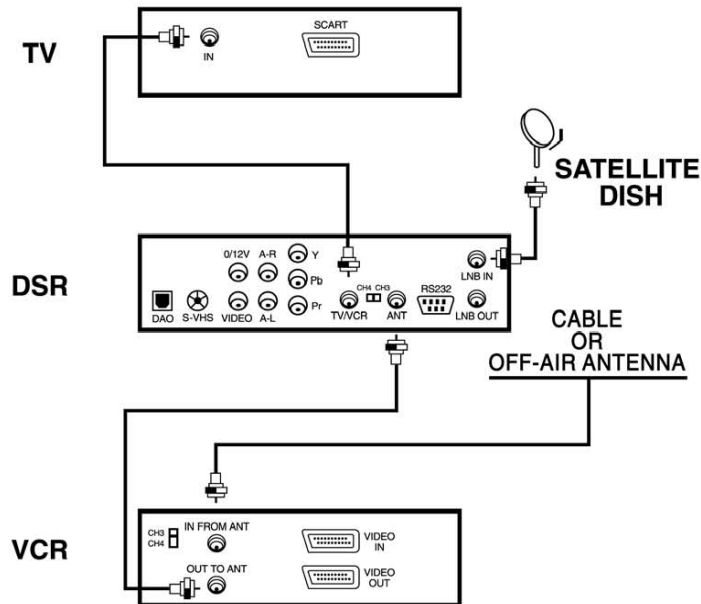 TV
SCART
IN
SATELLITE
DISH
DSR
0/12V A-R Y
Pb
Pr
DAO S-VHS VIDEO A-L
TV/VCR
CH4 CH3
ANT
RS232
LNB IN
LNB OUT
CABLE
OR
OFF-AIR ANTENNA
VCR
CH3
CH4
IN FROM ANT
OUT TO ANT
VIDEO
IN
VIDEO
OUT